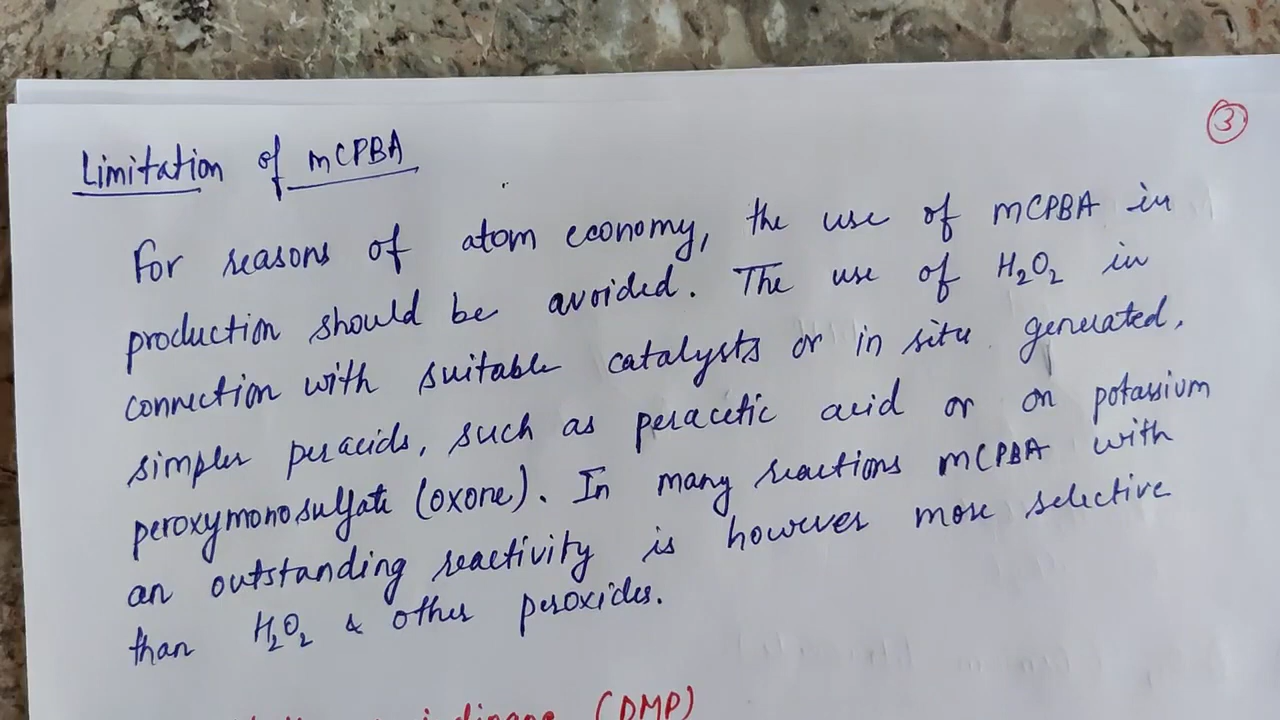 3
Limitation of mCPBA
For reasons of atom economy, the use of mCPBA in
production should be avoided. The use of H₂O₂ in
connection with suitable catalysts or in situ generated,
simpler peracids, such as peracetic acid or on potassium
peroxymonosulfate (oxone). In many reactions mCPBA with
an outstanding reactivity is however more selective
than H₂O₂ & other peroxides.
(DMP)